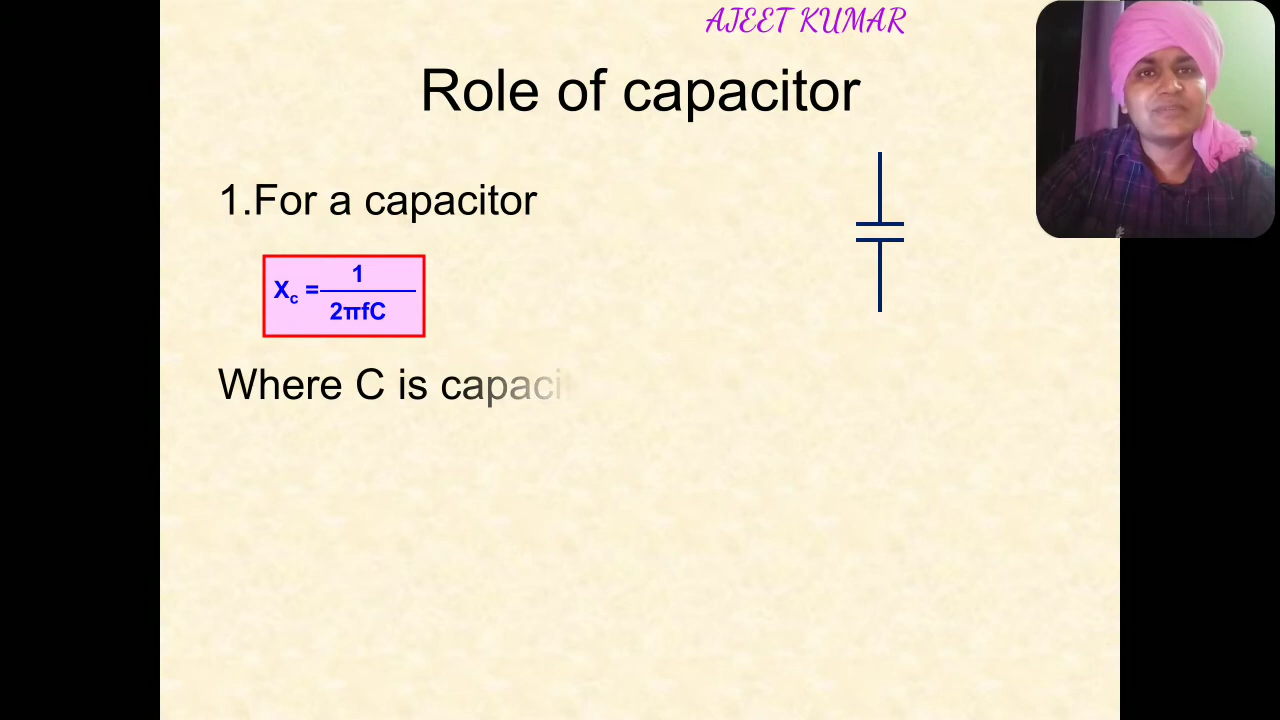 AJEET KUMAR
Role of capacitor
1.For a capacitor
Xc = 1
2πfC
Where C is capaci